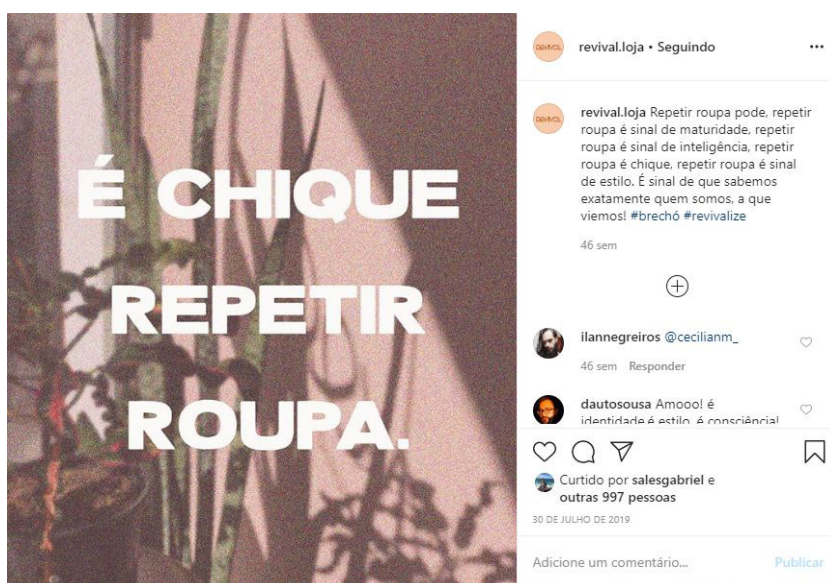 É CHIQUE
REPETIR
ROUPA.
REVIVAL
revival.loja • Seguindo
REVIVAL
revival.loja Repetir roupa pode, repetir
roupa é sinal de maturidade, repetir
roupa é sinal de inteligência, repetir
roupa é chique, repetir roupa é sinal
de estilo. É sinal de que sabemos
exatamente quem somos, a que
viemos! #brechó #revivalize
46 sem
ilannegreiros @cecilianm_
46 sem Responder
dautosousa Amooo! é
identidade é estilo, é consciência!
Curtido por salesgabriel e
outras 997 pessoas
30 DE JULHO DE 2019
Adicione um comentário... Publicar